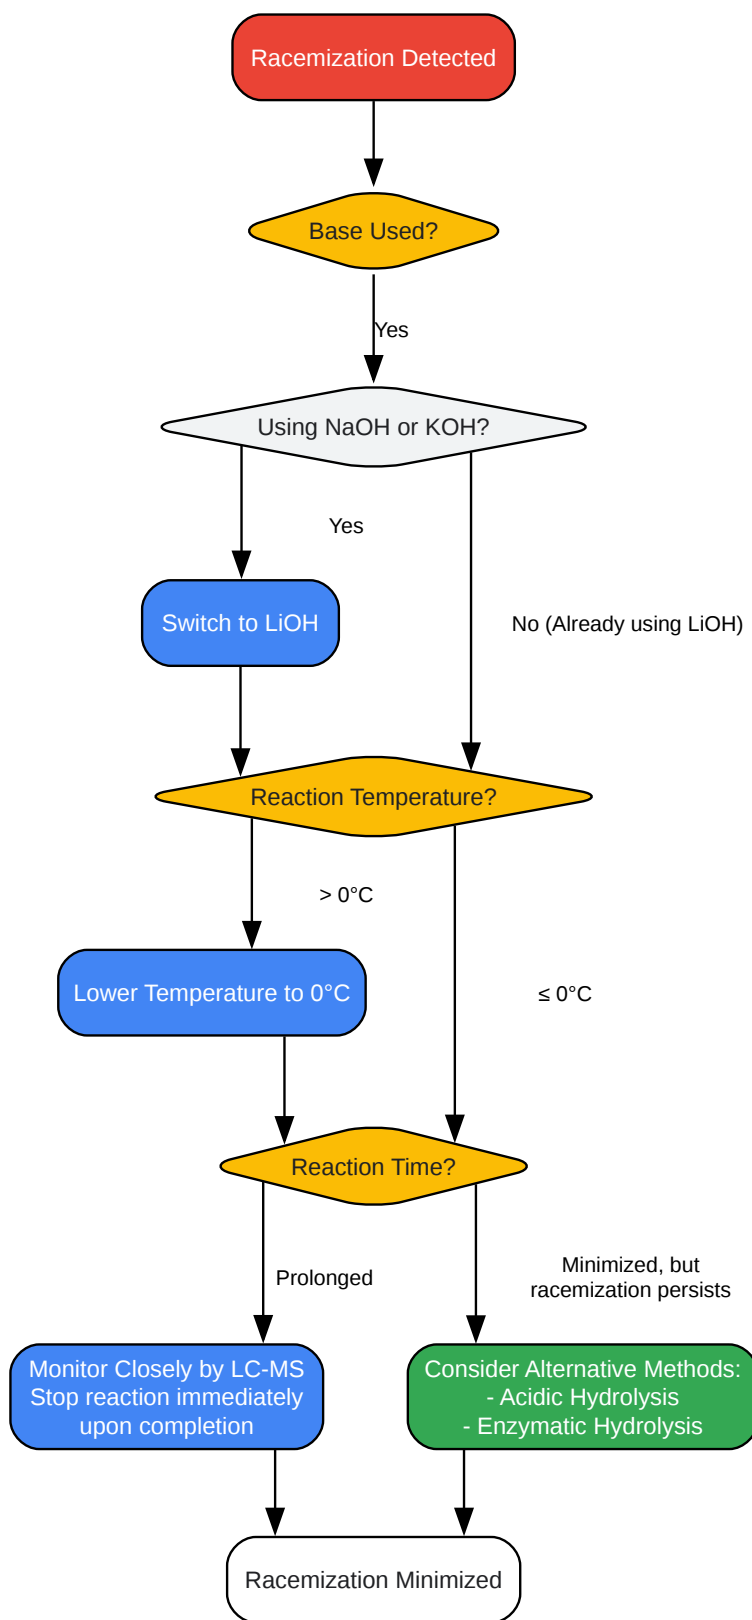 Racemization Detected
Base Used?
Yes
Using NaOH or KOH?
Yes
Switch to LiOH
No (Already using LiOH)
Reaction Temperature?
> 0°C
Lower Temperature to 0°C
≤ 0°C
Reaction Time?
Prolonged
Minimized, but
racemization persists
Monitor Closely by LC-MS
Stop reaction immediately
upon completion
Consider Alternative Methods:
- Acidic Hydrolysis
- Enzymatic Hydrolysis
Racemization Minimized